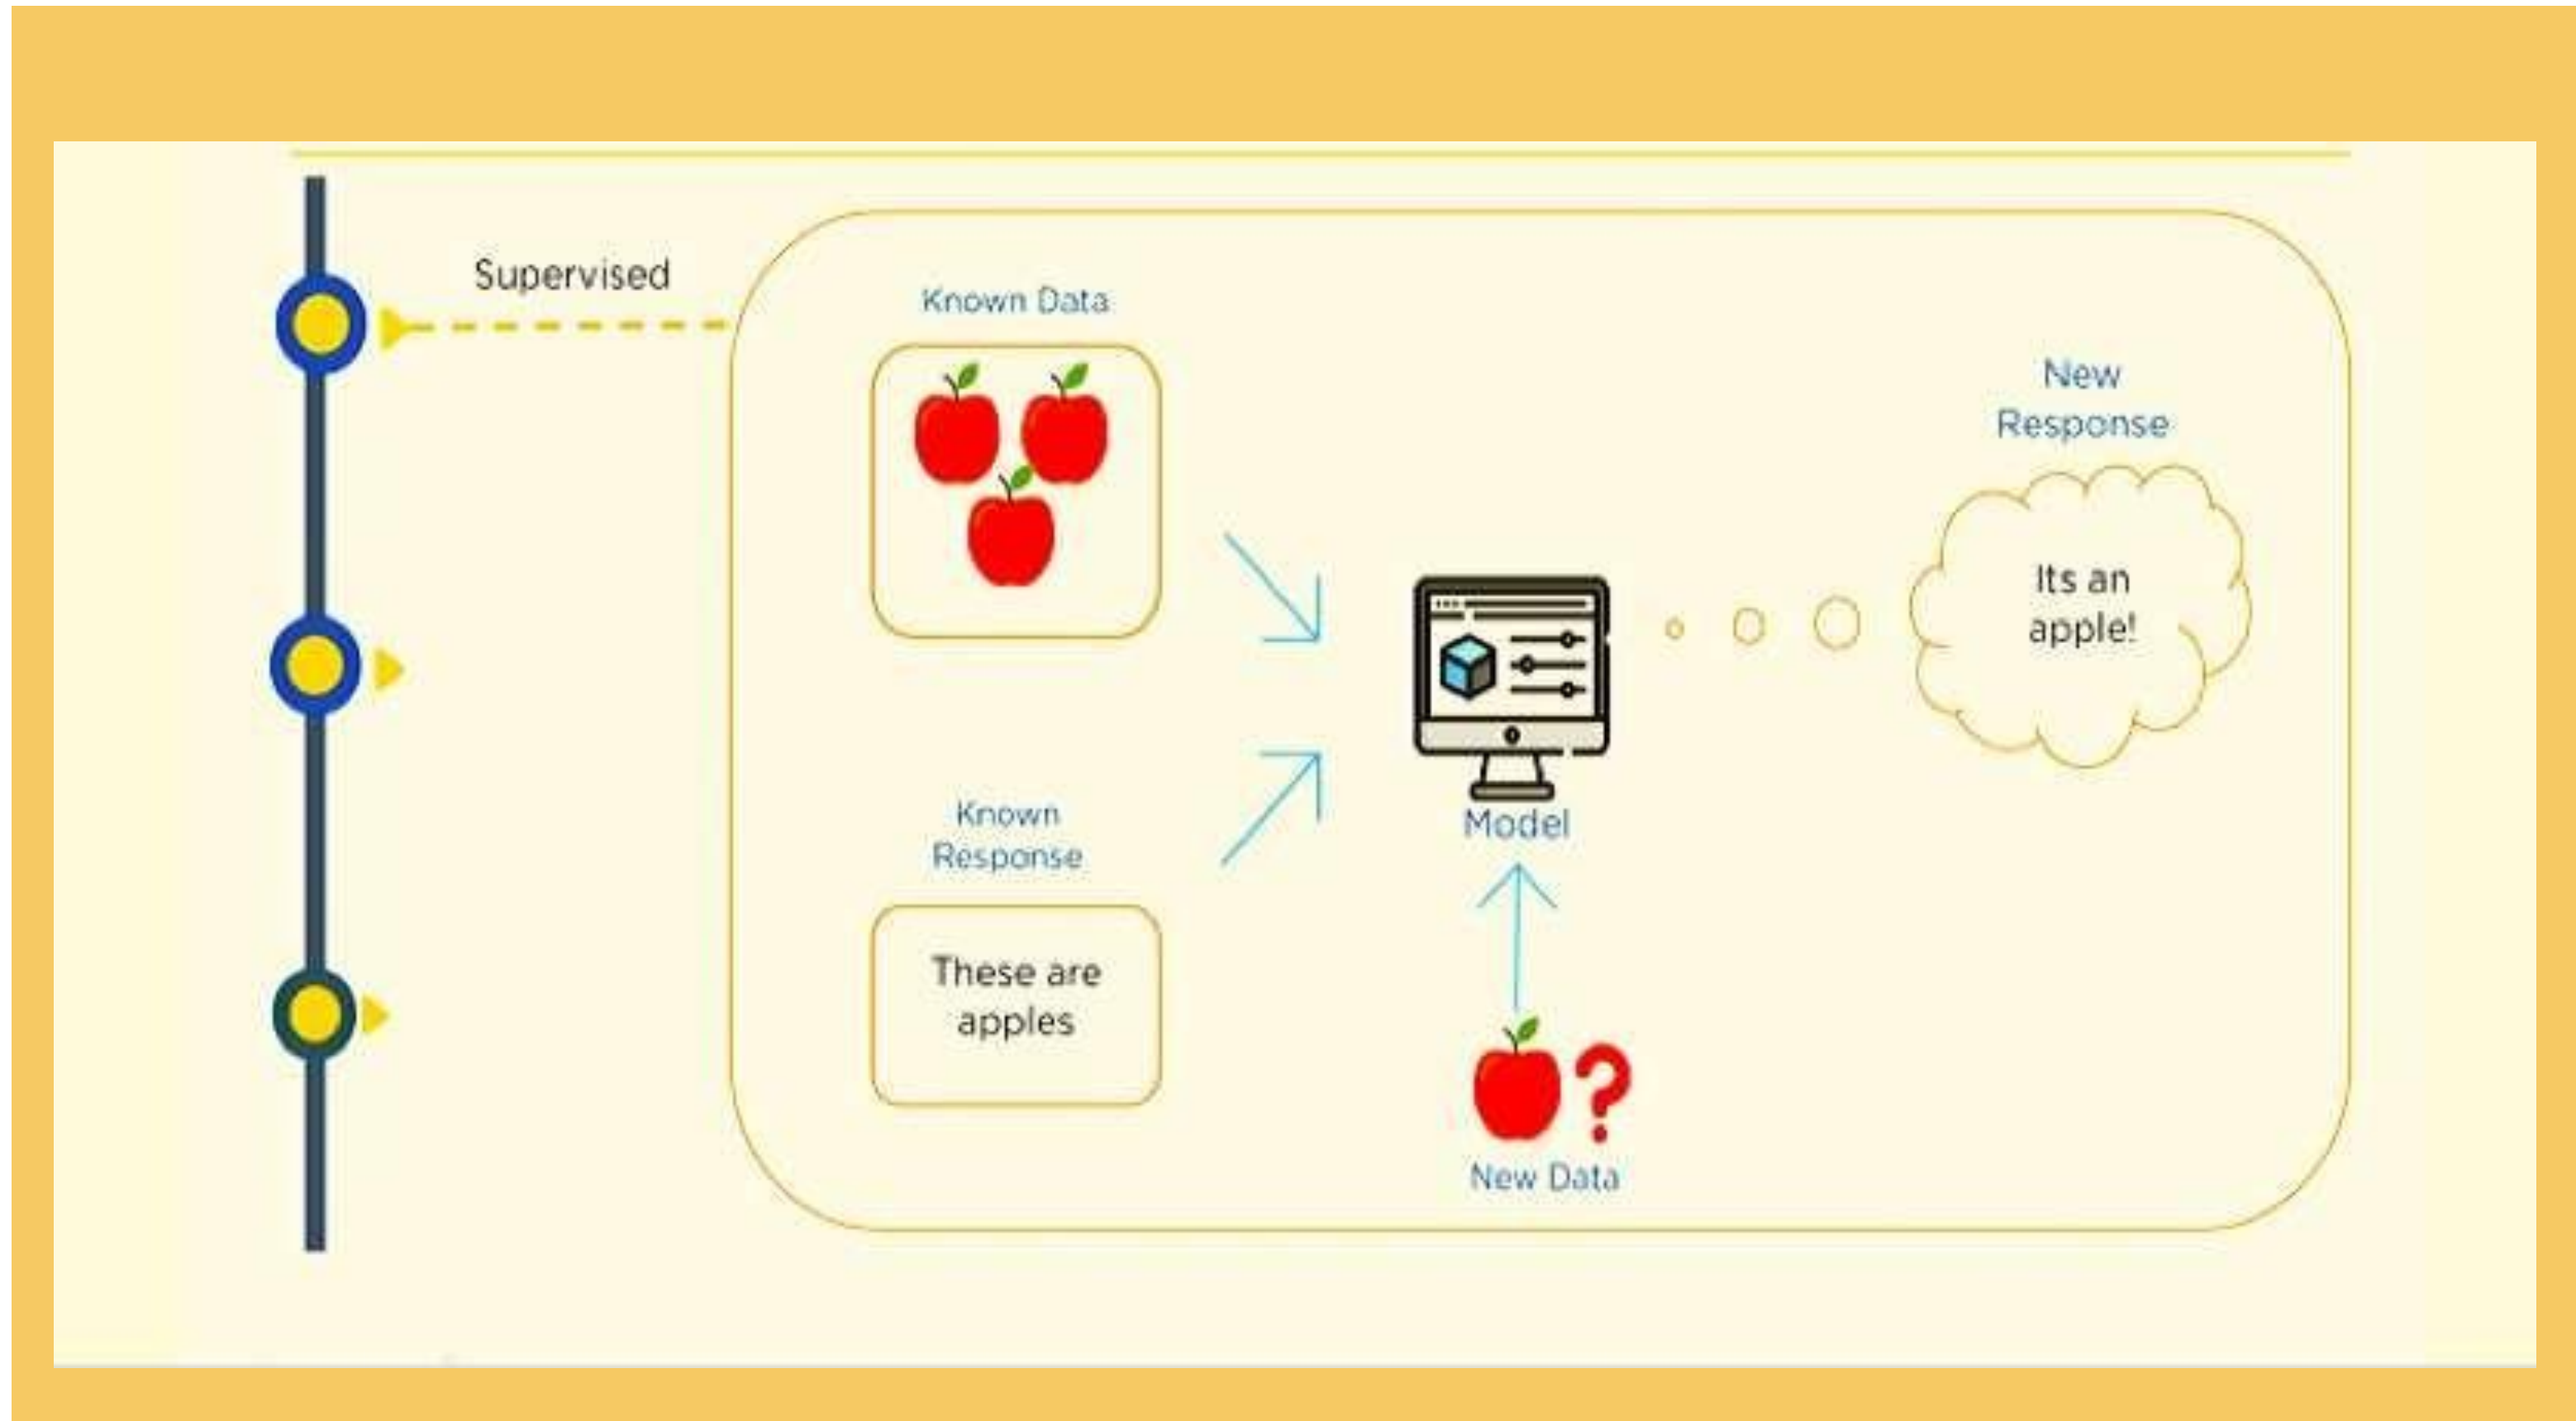 Supervised
Known Data
New
Response
Its an
apple!
Known
Response
Model
These are
apples
?
New Data